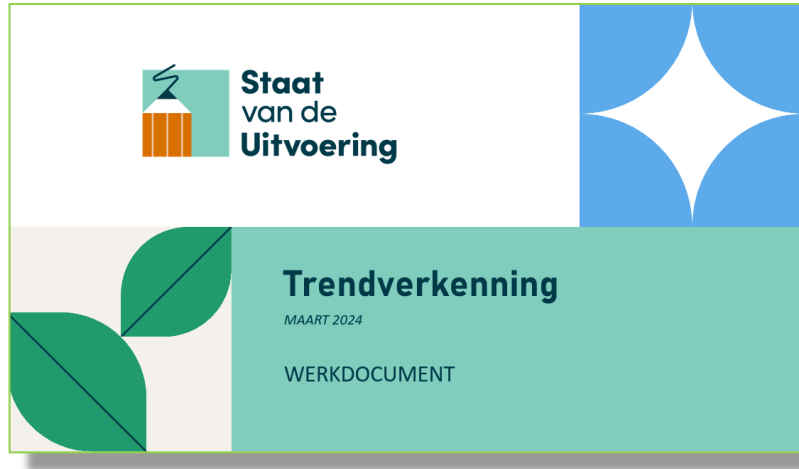 Staat
van de
Uitvoering
Trendverkenning
MAART 2024
WERKDOCUMENT